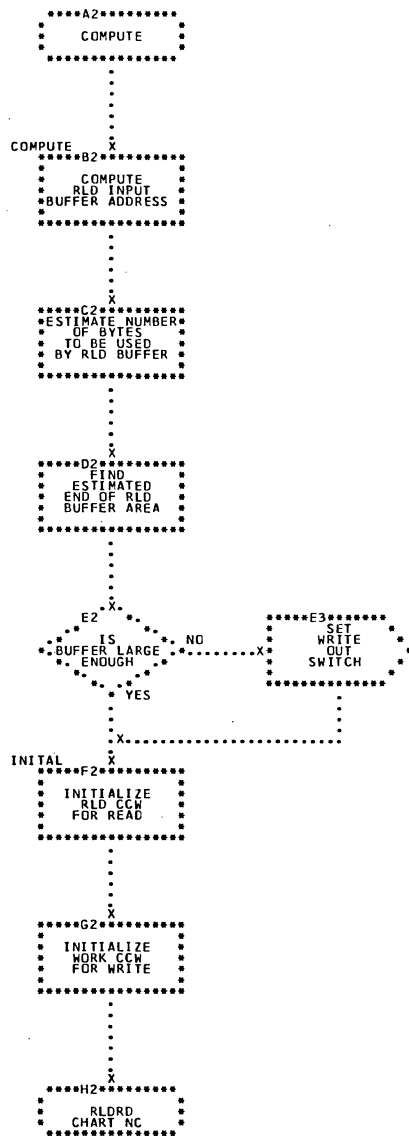 A2
COMPUTE
COMPUTE
B2
COMPUTE
RLD INPUT
BUFFER ADDRESS
C2
ESTIMATE NUMBER
OF BYTES
TO BE USED
BY RLD BUFFER
D2
FIND
ESTIMATED
END OF RLD
BUFFER AREA
E2
IS
BUFFER LARGE
ENOUGH
NO
YES
E3
SET
WRITE
OUT
SWITCH
INITAL
F2
INITIALIZE
RLD CCW
FOR READ
G2
INITIALIZE
WORK CCW
FOR WRITE
H2
RLDRD
CHART NC